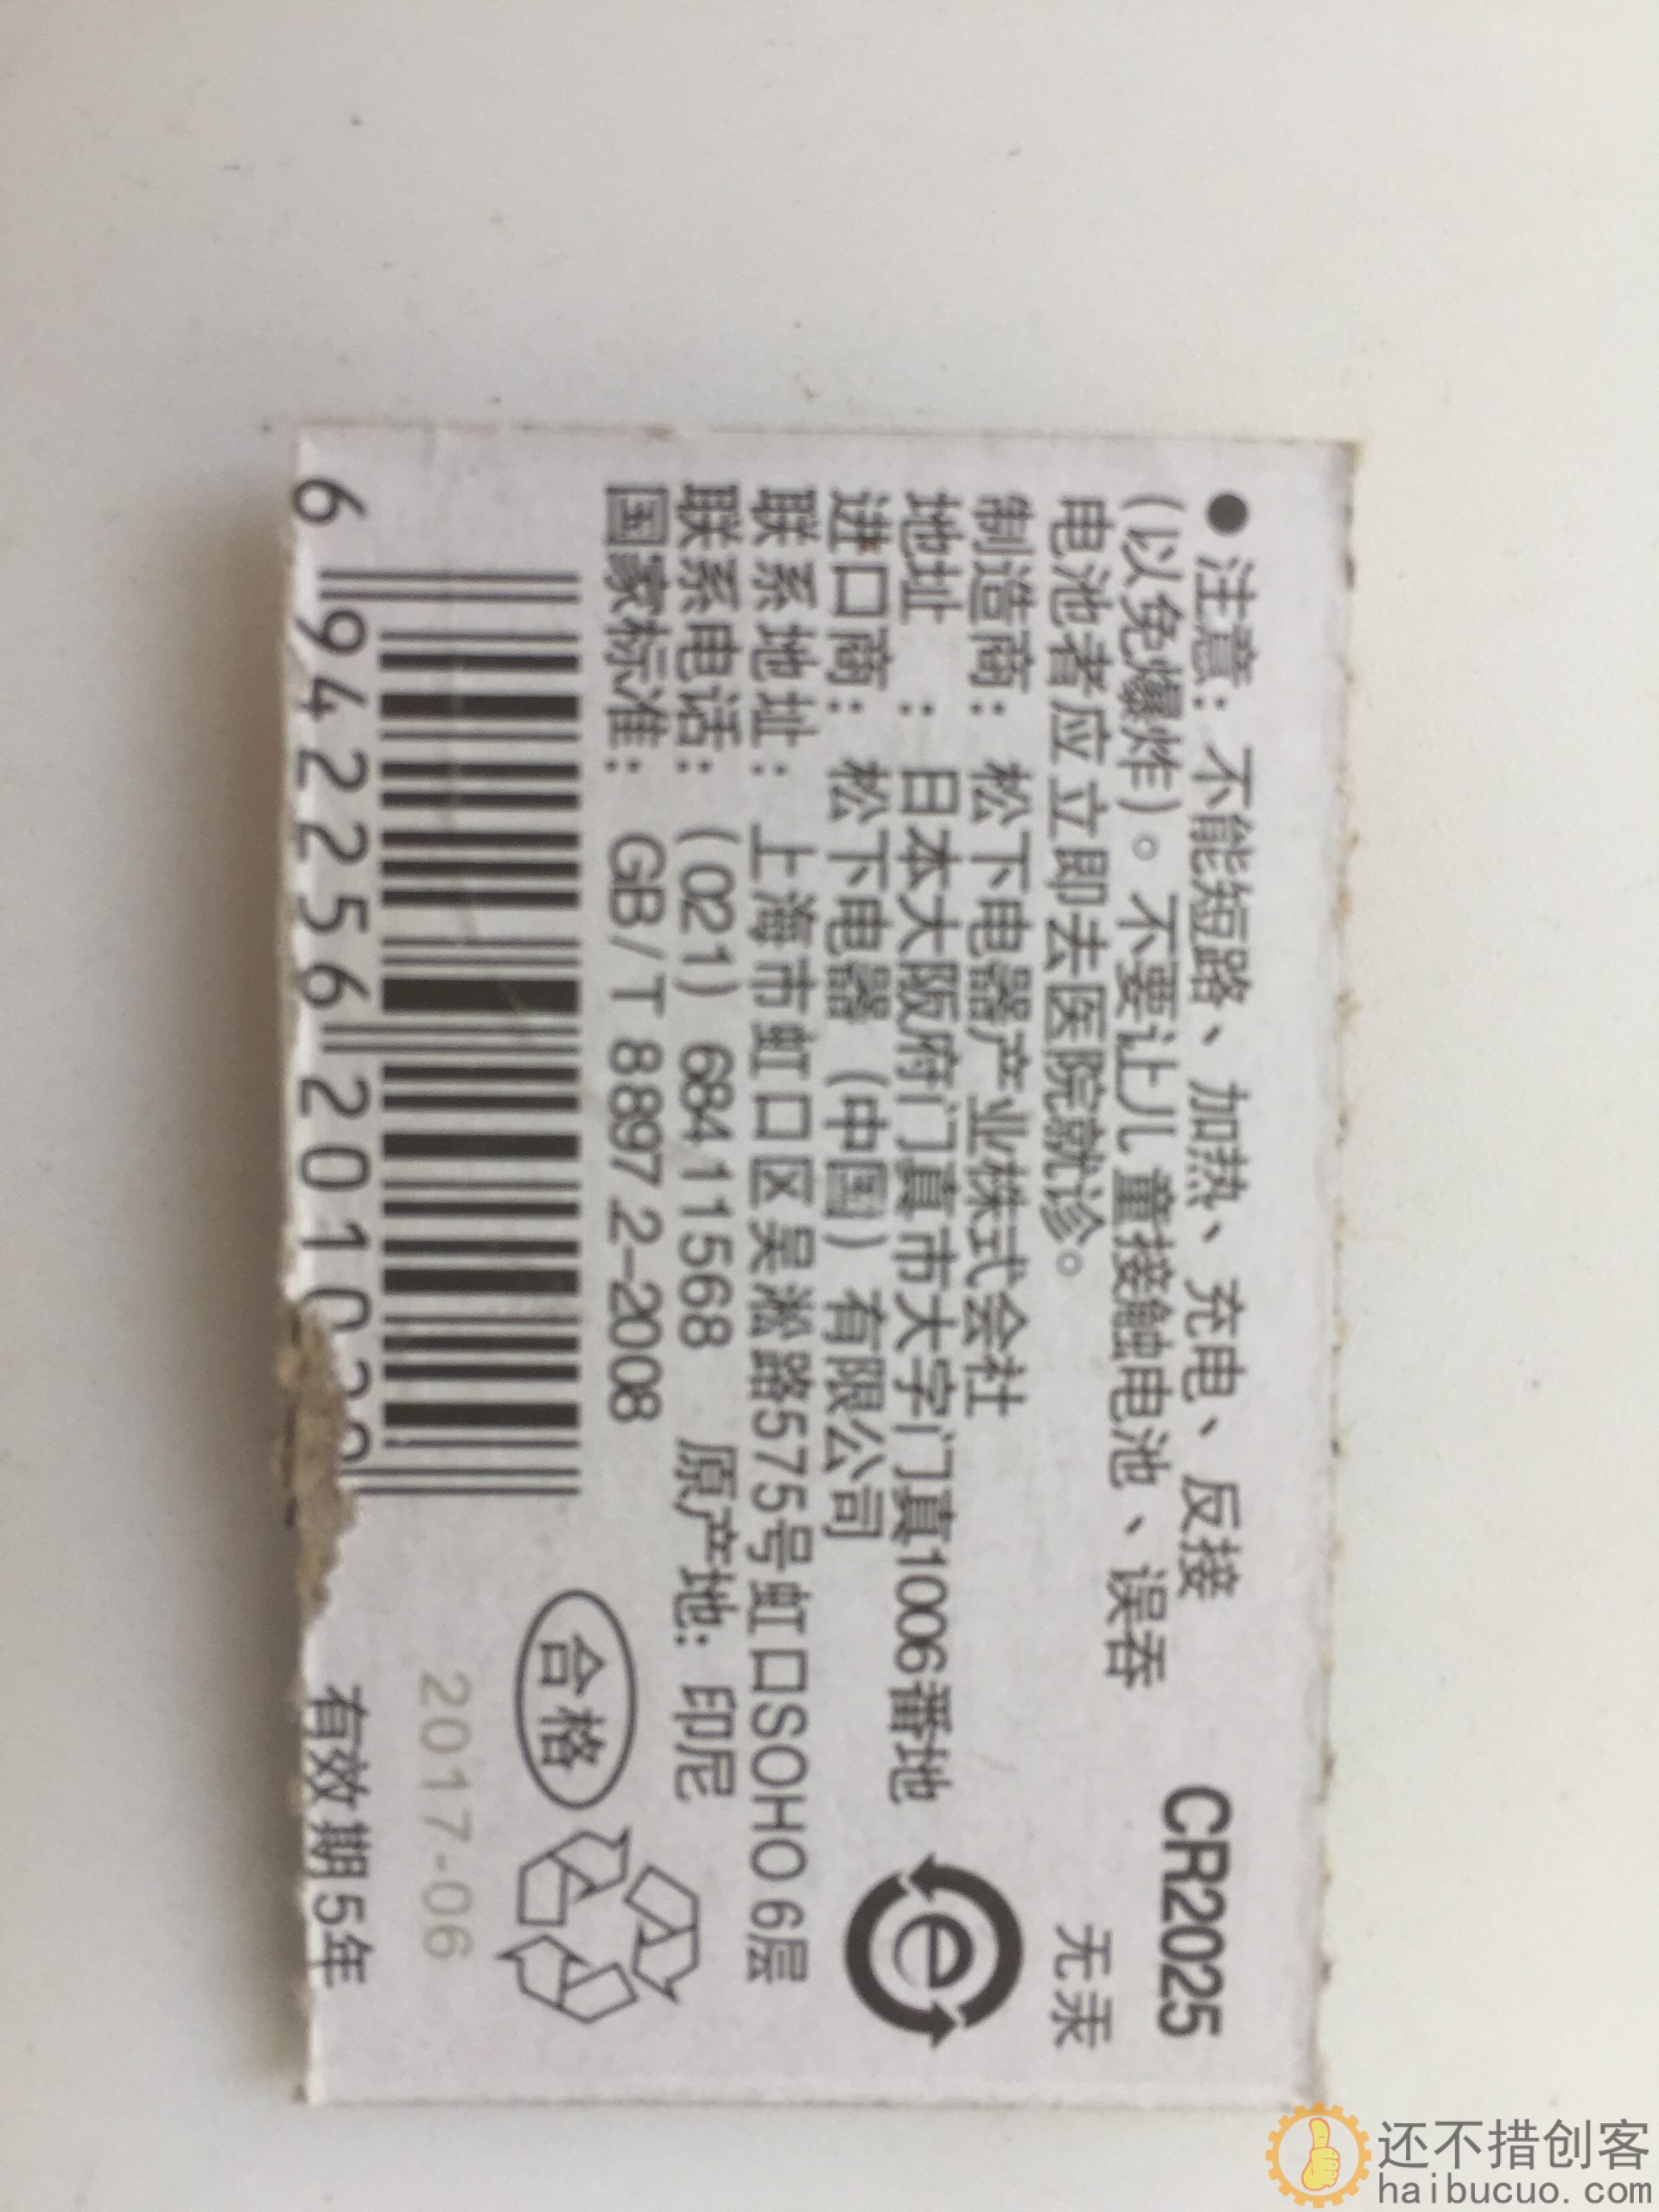 ● 注意：不能短路、加热、充电、反接
(以免爆炸)。不要让儿童接触电池、误吞
电池者应立即去医院就诊。
CR2025
无汞
制造商：松下电器产业株式会社
地址：日本大阪府门真市大字门真1006番地
进口商：松下电器（中国）有限公司
联系地址：上海市虹口区吴淞路575号虹口SOHO 6层
联系电话：(021) 68411568 原产地：印尼
国家标准：GB/T 8897 2-2008
e
合格
2017-06
有效期5年
6 942256 2010
还不措创客
haibucuo.com